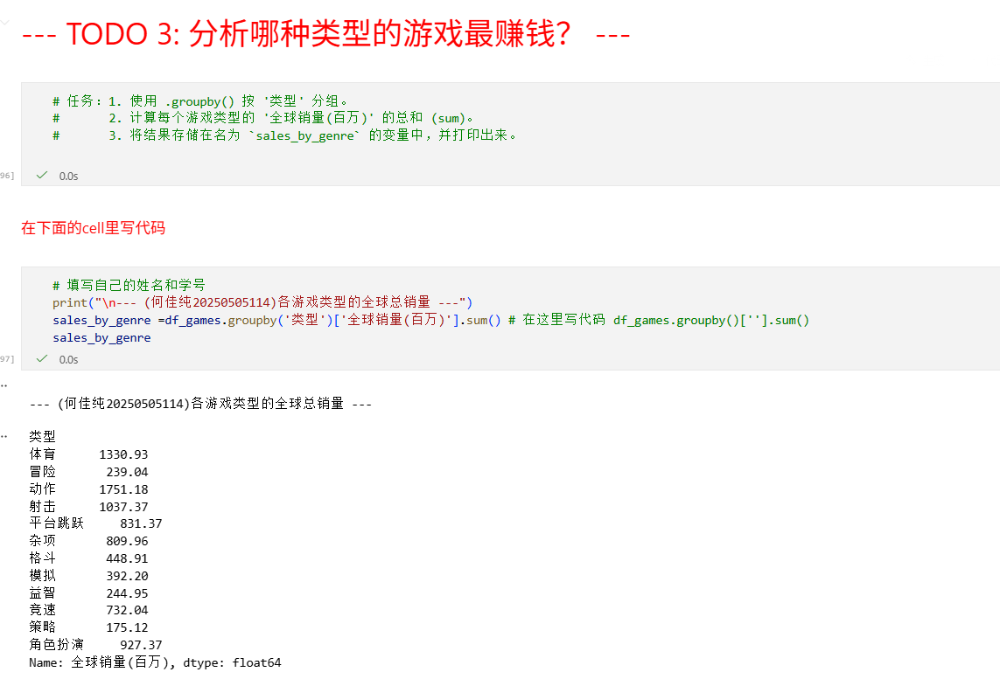 --- TODO 3: 分析哪种类型的游戏最赚钱？ ---
# 任务：1. 使用 .groupby() 按 '类型' 分组。
# 2. 计算每个游戏类型的 '全球销量(百万)' 的总和 (sum)。
# 3. 将结果存储在名为 `sales_by_genre` 的变量中，并打印出来。
96]
0.0s
在下面的cell里写代码
# 填写自己的姓名和学号
print("\n--- (何佳纯20250505114)各游戏类型的全球总销量 ---")
sales_by_genre =df_games.groupby('类型')['全球销量(百万)'].sum() # 在这里写代码 df_games.groupby()[''].sum()
sales_by_genre
97]
0.0s
--- (何佳纯20250505114)各游戏类型的全球总销量 ---
类型
体育 1330.93
冒险 239.04
动作 1751.18
射击 1037.37
平台跳跃 831.37
杂项 809.96
格斗 448.91
模拟 392.20
益智 244.95
竞速 732.04
策略 175.12
角色扮演 927.37
Name: 全球销量(百万), dtype: float64